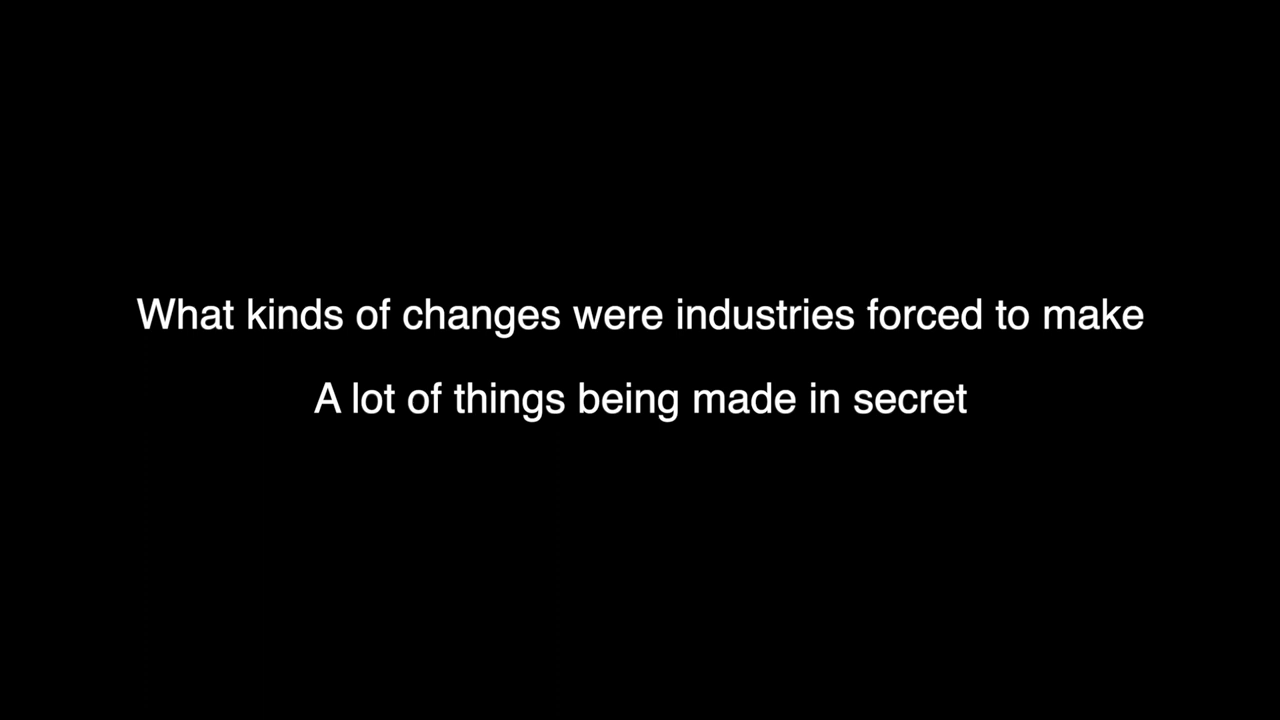 What kinds of changes were industries forced to make
A lot of things being made in secret